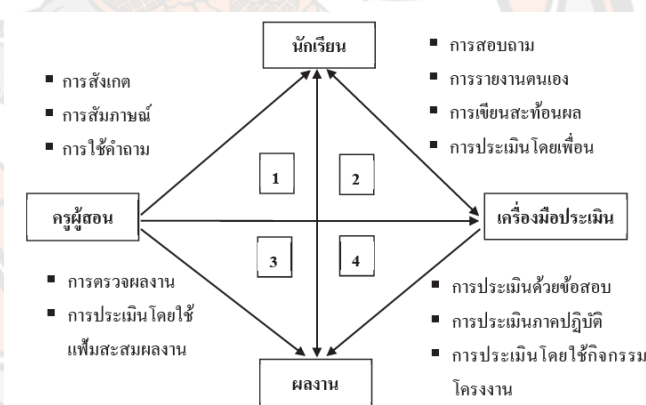 นักเรียน
▪ การสังเกต
▪ การสัมภาษณ์
▪ การใช้คำถาม
▪ การสอบถาม
▪ การรายงานตนเอง
▪ การเขียนสะท้อนผล
▪ การประเมินโดยเพื่อน
1
2
ครูผู้สอน
เครื่องมือประเมิน
3
4
▪ การตรวจผลงาน
▪ การประเมินโดยใช้
แฟ้มสะสมผลงาน
▪ การประเมินด้วยข้อสอบ
▪ การประเมินภาคปฏิบัติ
▪ การประเมินโดยใช้กิจกรรม
โครงงาน
ผลงาน